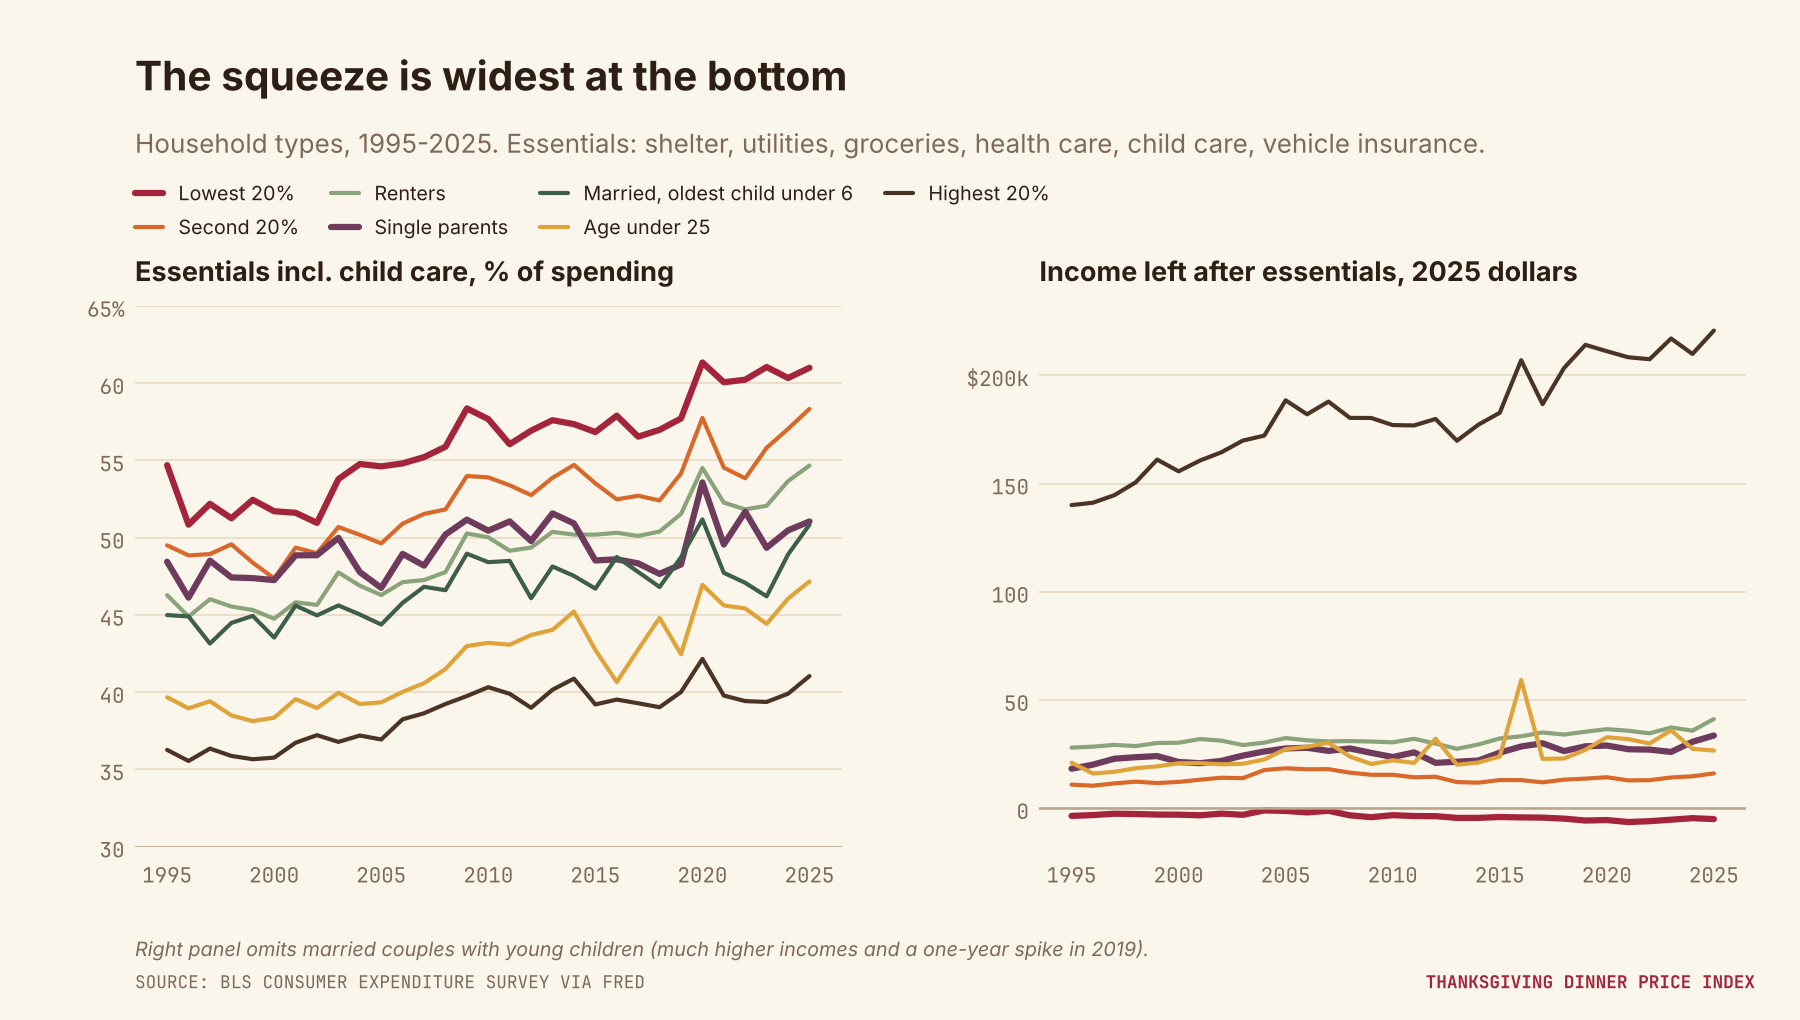 The squeeze is widest at the bottom
Household types, 1995-2025. Essentials: shelter, utilities, groceries, health care, child care, vehicle insurance.
Lowest 20% Renters Married, oldest child under 6 Highest 20%
Second 20% Single parents Age under 25
Essentials incl. child care, % of spending
65%
60
55
50
45
40
35
30
1995 2000 2005 2010 2015 2020 2025
Income left after essentials, 2025 dollars
$200k
150
100
50
0
1995 2000 2005 2010 2015 2020 2025
Right panel omits married couples with young children (much higher incomes and a one-year spike in 2019).
SOURCE: BLS CONSUMER EXPENDITURE SURVEY VIA FRED
THANKSGIVING DINNER PRICE INDEX